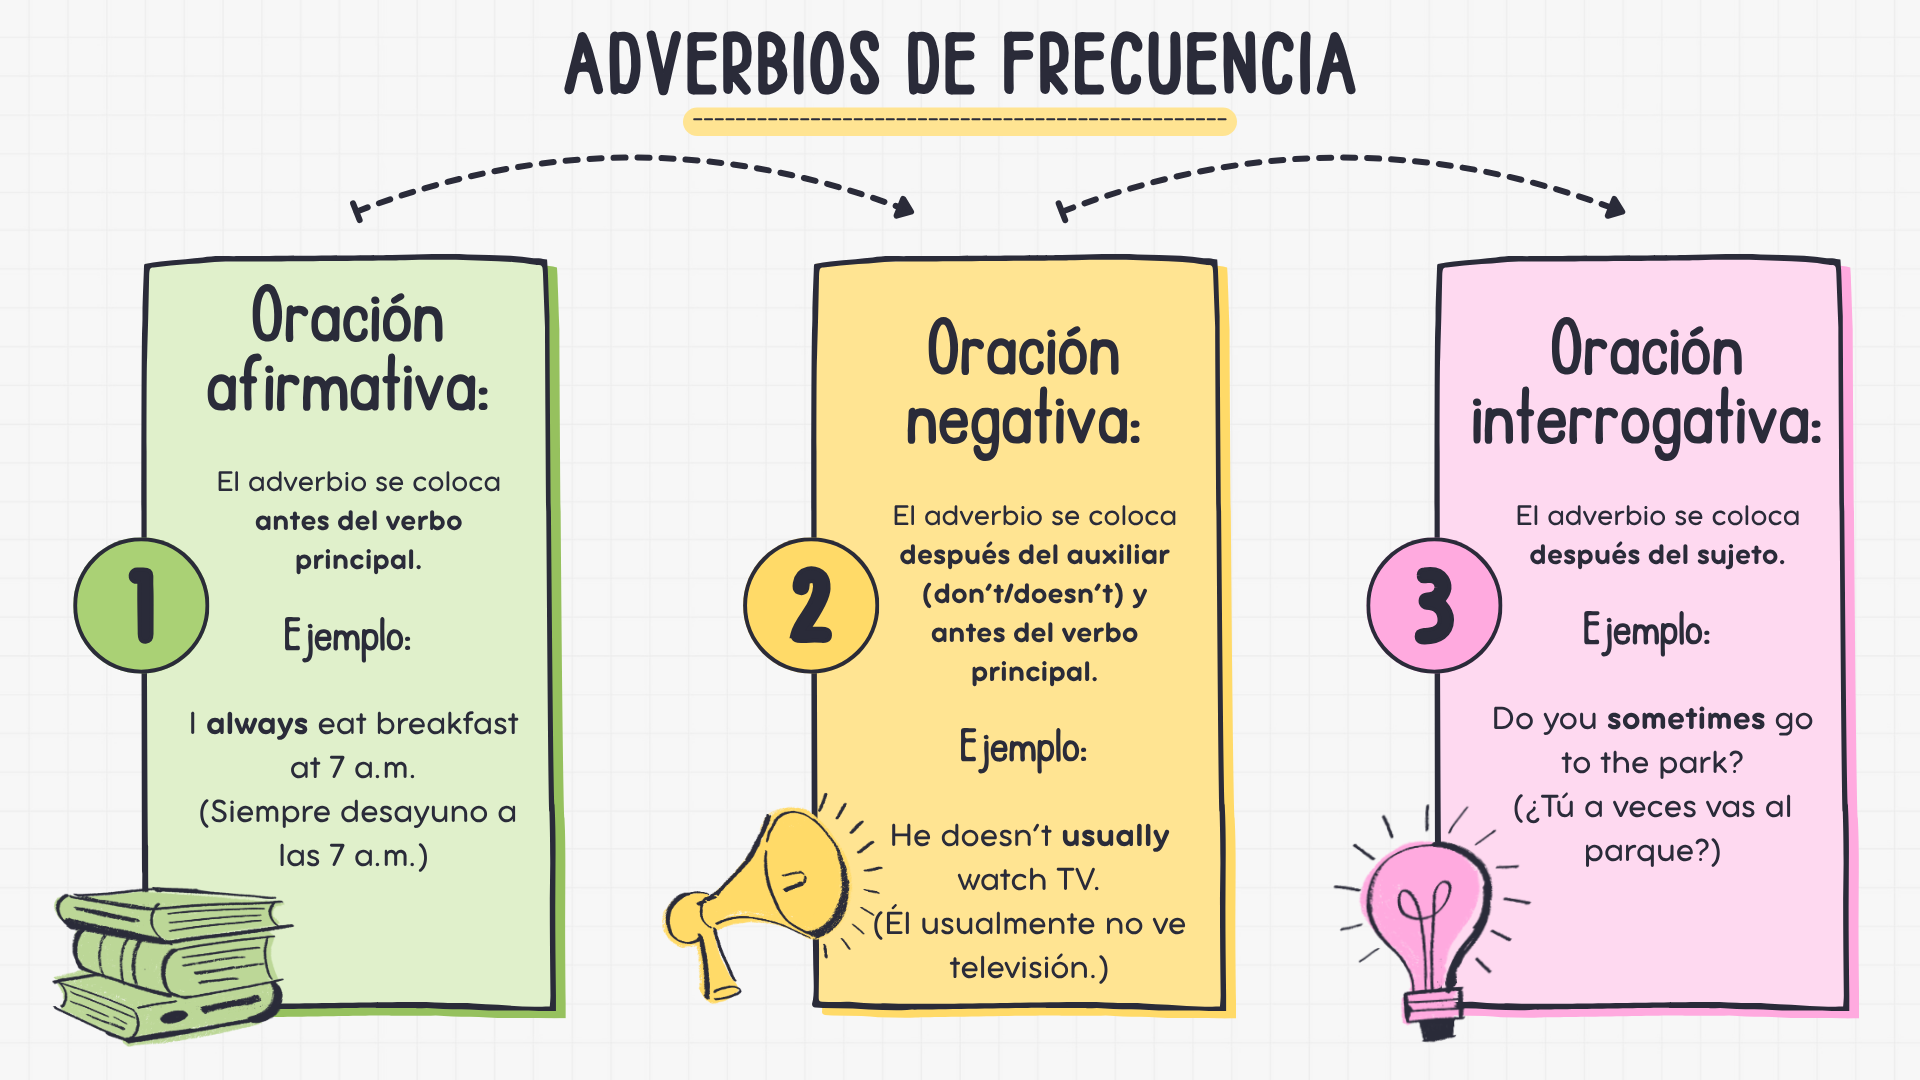 ADVERBIOS DE FRECUENCIA
Oración
afirmativa:
El adverbio se coloca
antes del verbo
principal.
1
Ejemplo:
I always eat breakfast
at 7 a.m.
(Siempre desayuno a
las 7 a.m.)
Oración
negativa:
El adverbio se coloca
después del auxiliar
(don't/doesn't) y
antes del verbo
principal.
2
Ejemplo:
He doesn't usually
watch TV.
(Él usualmente no ve
televisión.)
Oración
interrogativa:
El adverbio se coloca
después del sujeto.
3
Ejemplo:
Do you sometimes go
to the park?
(¿Tú a veces vas al
parque?)